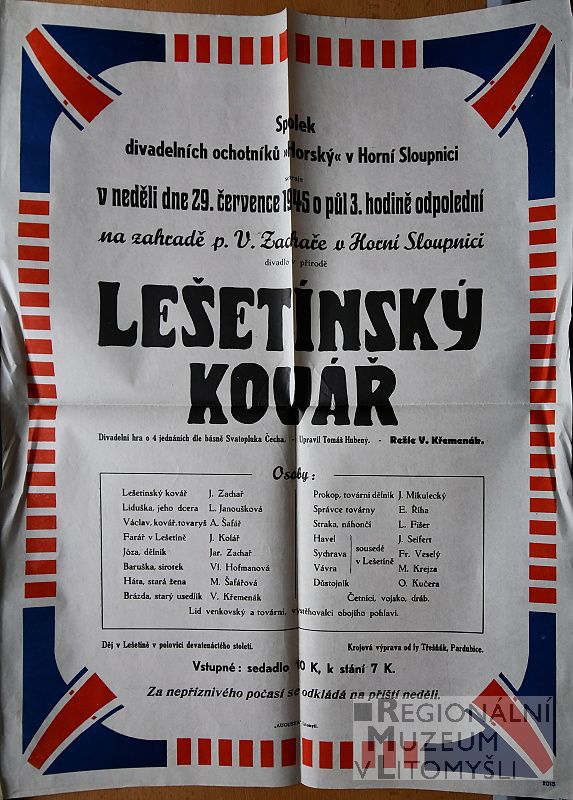 Spolek
divadelních ochotníků »Horský« v Horní Sloupnici
v neděli dne 29. července 1945 o půl 3. hodině odpolední
na zahradě p. V. Zachaře v Horní Sloupnici
divadlo v přírodě
LEŠETÍNSKÝ
KOVÁŘ
Divadelní hra o 4 jednáních dle básně Svatopluka Čecha. - Upravil Tomáš Hubený. - Režie V. Křemenák.
Osoby:
Lešetínský kovář J. Zachař
Liduška, jeho dcera L. Janoušková
Václav, kovář. tovaryš A. Šafář
Farář v Lešetíně J. Kolář
Józa, dělník Jar. Zachař
Baruška, sirotek Vl. Hofmanová
Háta, stará žena M. Šafářová
Brázda, starý usedlík V. Křemenák
Prokop, tovární dělník J. Mikulecký
Správce továrny E. Říha
Straka, náhončí L. Fišer
Havel J. Seifert
Sychrava sousedé v Lešetíně Fr. Veselý
Vávra M. Krejza
Důstojník O. Kučera
Četníci, vojsko, dráb.
Lid venkovský a tovární, vystěhovalci obojího pohlaví.
Děj v Lešetíně v polovici devatenáctého století.
Krojová výprava od fy Třešňák, Pardubice.
Vstupné: sedadlo 10 K, k stání 7 K.
Za nepříznivého počasí se odkládá na příští neděli.
REGIONÁLNÍ
MUZEUM
V LITOMYŠLI